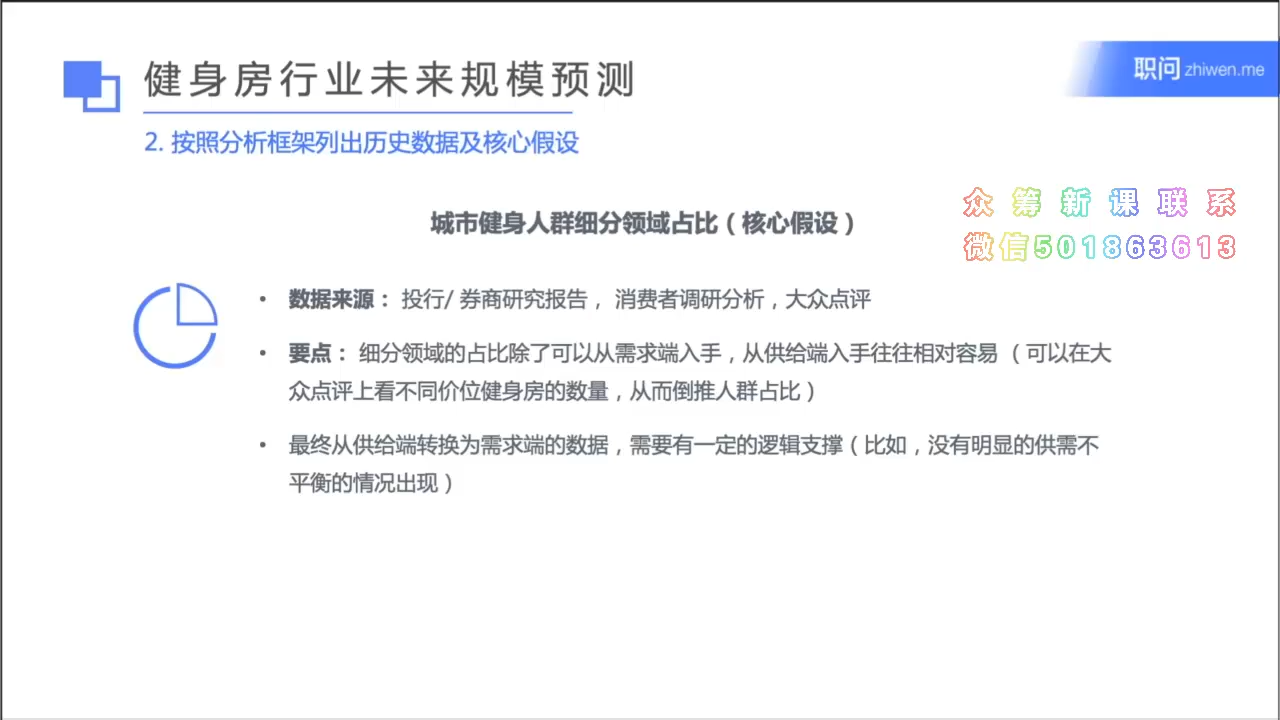 健身房行业未来规模预测
职问 zhiwen.me
2. 按照分析框架列出历史数据及核心假设
众筹新课联系
微信501863613
城市健身人群细分领域占比（核心假设）
• 数据来源： 投行/ 券商研究报告， 消费者调研分析，大众点评
• 要点： 细分领域的占比除了可以从需求端入手，从供给端入手往往相对容易 （可以在大
众点评上看不同价位健身房的数量，从而倒推人群占比）
• 最终从供给端转换为需求端的数据，需要有一定的逻辑支撑（比如，没有明显的供需不
平衡的情况出现）